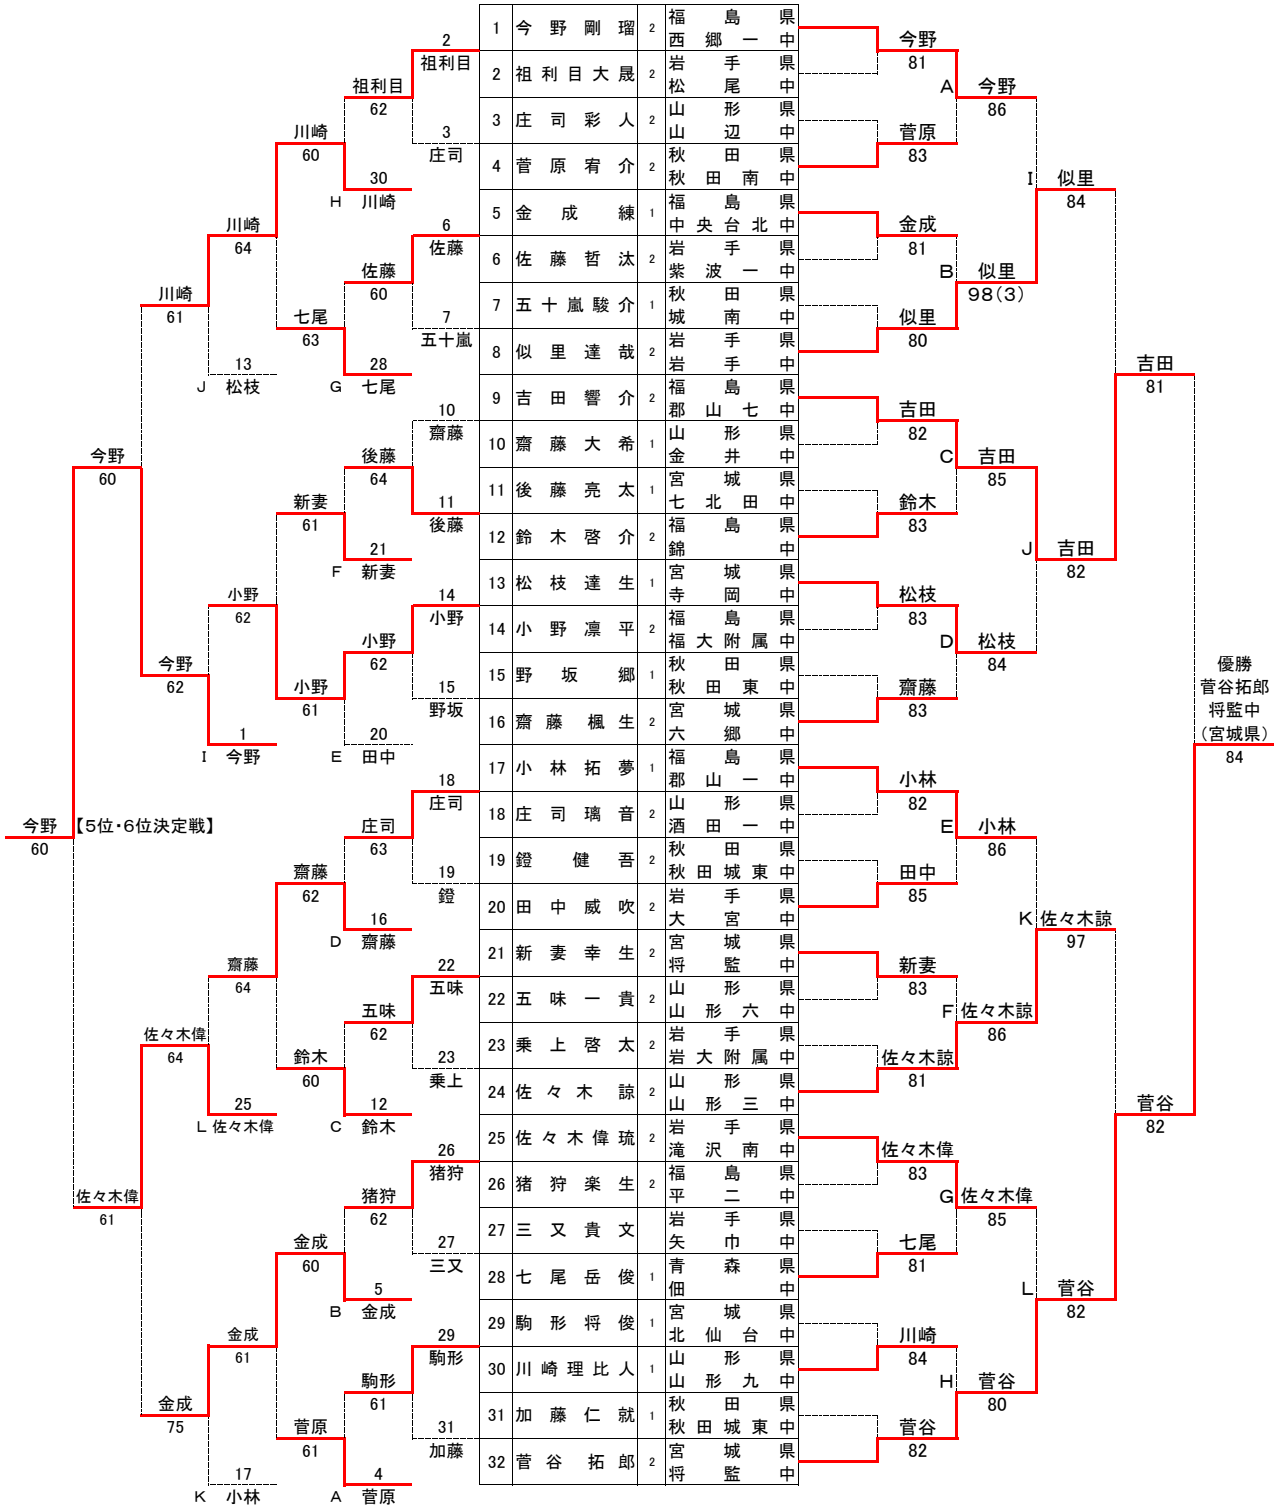 1 今野剛瑠 2 福島県 西郷一中
2 祖利目大晟 2 岩手県 松尾中
3 庄司彩人 2 山形県 山辺中
4 菅原宥介 2 秋田県 秋田南中
5 金成練 1 福島県 中央台北中
6 佐藤哲汰 2 岩手県 紫波一中
7 五十嵐駿介 1 秋田県 城南中
8 似里達哉 2 岩手県 岩手中
9 吉田響介 2 福島県 郡山七中
10 齋藤大希 1 山形県 金井中
11 後藤亮太 1 宮城県 七北田中
12 鈴木啓介 2 福島県 錦中
13 松枝達生 1 宮城県 寺岡中
14 小野凛平 2 福島県 福大附属中
15 野坂郷 1 秋田県 秋田東中
16 齋藤楓生 2 宮城県 六郷中
17 小林拓夢 1 福島県 郡山一中
18 庄司璃音 2 山形県 酒田一中
19 鐙健吾 2 秋田県 秋田城東中
20 田中威吹 2 岩手県 大宮中
21 新妻幸生 2 宮城県 将監中
22 五味一貴 2 山形県 山形六中
23 乗上啓太 2 岩手県 岩大附属中
24 佐々木諒 2 山形県 山形三中
25 佐々木偉琉 2 岩手県 滝沢南中
26 猪狩楽生 2 福島県 平二中
27 三又貴文 岩手県 矢巾中
28 七尾岳俊 1 青森県 佃中
29 駒形将俊 1 宮城県 北仙台中
30 川崎理比人 1 山形県 山形九中
31 加藤仁就 1 秋田県 秋田城東中
32 菅谷拓郎 2 宮城県 将監中
今野
81
菅原
83
金成
81
似里
80
吉田
82
鈴木
83
松枝
83
齋藤
83
小林
82
田中
85
新妻
83
佐々木諒
81
佐々木偉
83
七尾
81
川崎
84
菅谷
82
A 今野
86
B 似里
98(3)
C 吉田
85
D 松枝
84
E 小林
86
F 佐々木諒
86
G 佐々木偉
85
H 菅谷
80
I 似里
84
J 吉田
82
K 佐々木諒
97
L 菅谷
82
吉田
81
菅谷
82
優勝
菅谷拓郎
将監中
(宮城県)
84
2
祖利目
3
庄司
6
佐藤
7
五十嵐
10
齋藤
11
後藤
14
小野
15
野坂
18
庄司
19
鐙
22
五味
23
乗上
26
猪狩
27
三又
29
駒形
31
加藤
祖利目
62
30
H 川崎
佐藤
60
28
G 七尾
後藤
64
21
F 新妻
小野
62
20
E 田中
庄司
63
16
D 齋藤
五味
62
12
C 鈴木
猪狩
62
5
B 金成
駒形
61
4
A 菅原
川崎
60
七尾
63
新妻
61
小野
61
齋藤
62
鈴木
60
金成
60
菅原
61
川崎
64
13
J 松枝
小野
62
1
I 今野
齋藤
64
25
L 佐々木偉
金成
61
17
K 小林
川崎
61
今野
62
佐々木偉
64
金成
75
今野
60
佐々木偉
61
今野
60
【5位・6位決定戦】